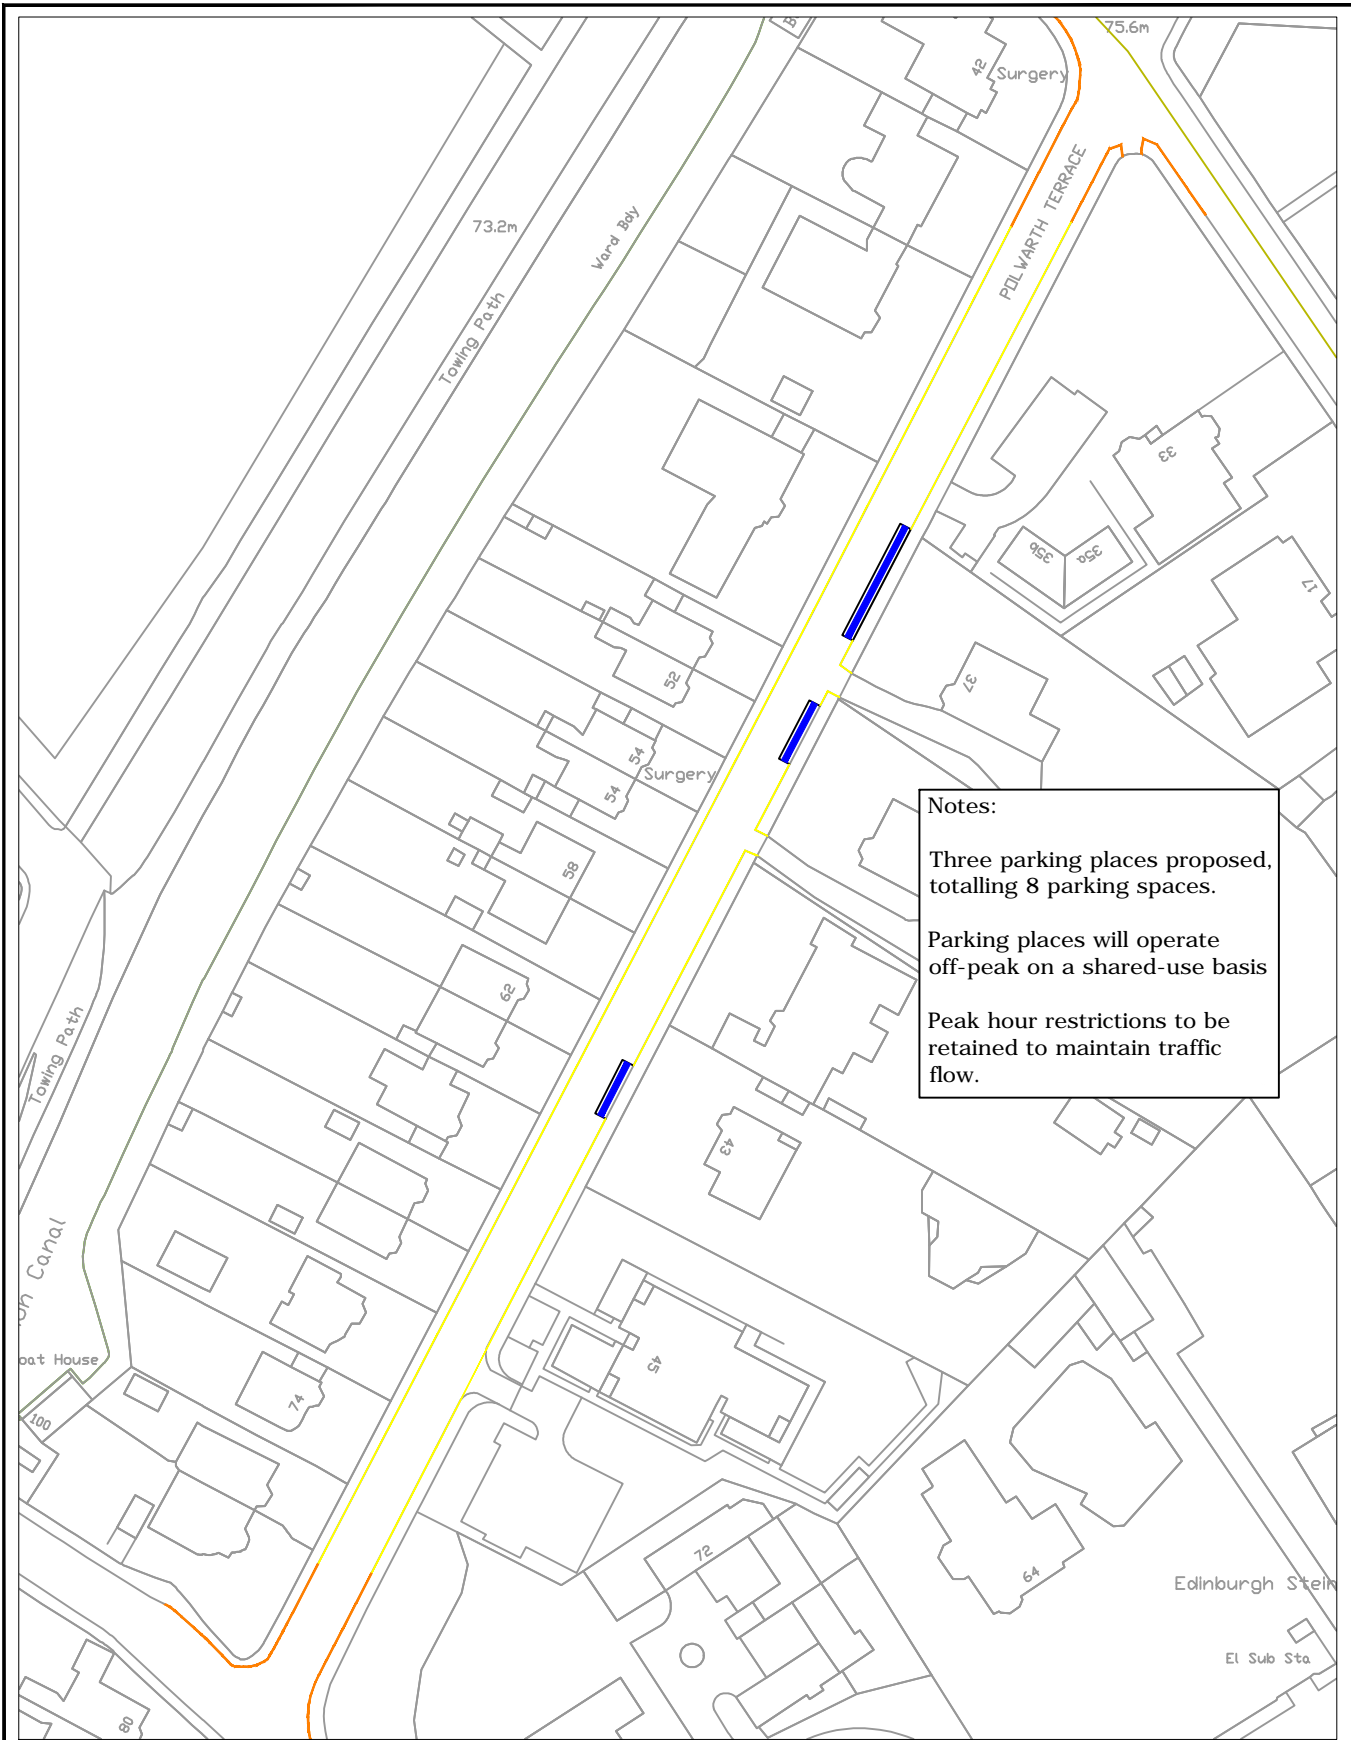 75.6m
42
Surgery
POLWARTH TERRACE
73.2m
Ward Bdy
Towing Path
33
35b
35a
17
52
37
54
Surgery
54
58
Notes:
Three parking places proposed,
totalling 8 parking spaces.
Parking places will operate
off-peak on a shared-use basis
Peak hour restrictions to be
retained to maintain traffic
flow.
62
Towing Path
43
on Canal
oat House
45
74
100
72
64
Edinburgh Stein
El Sub Sta
80